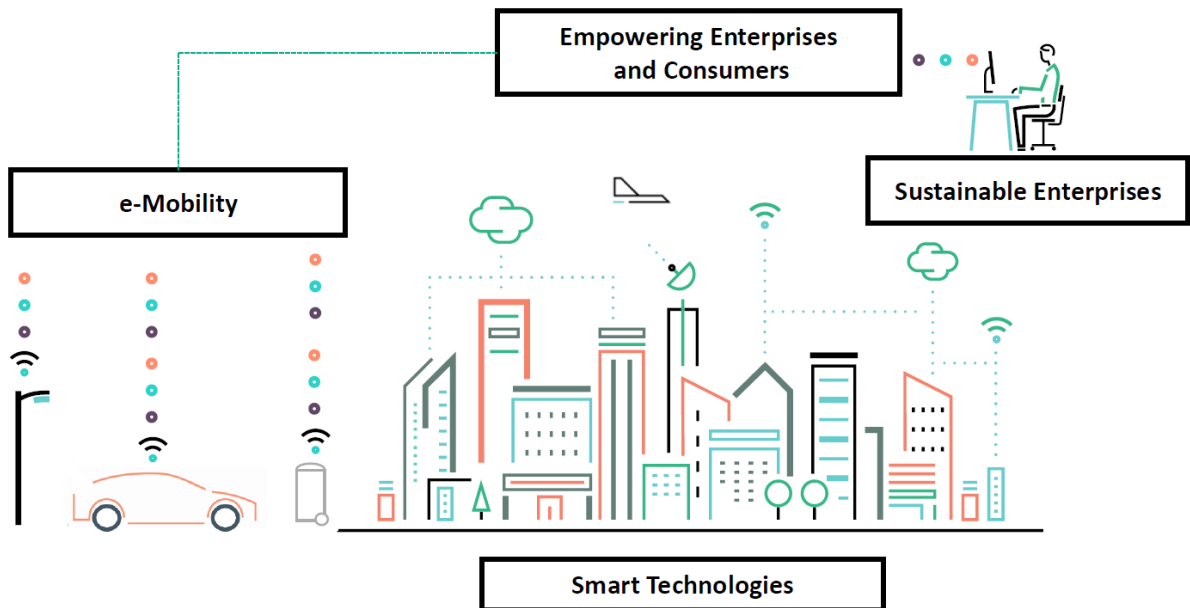 Empowering Enterprises
and Consumers
e-Mobility
Sustainable Enterprises
Smart Technologies